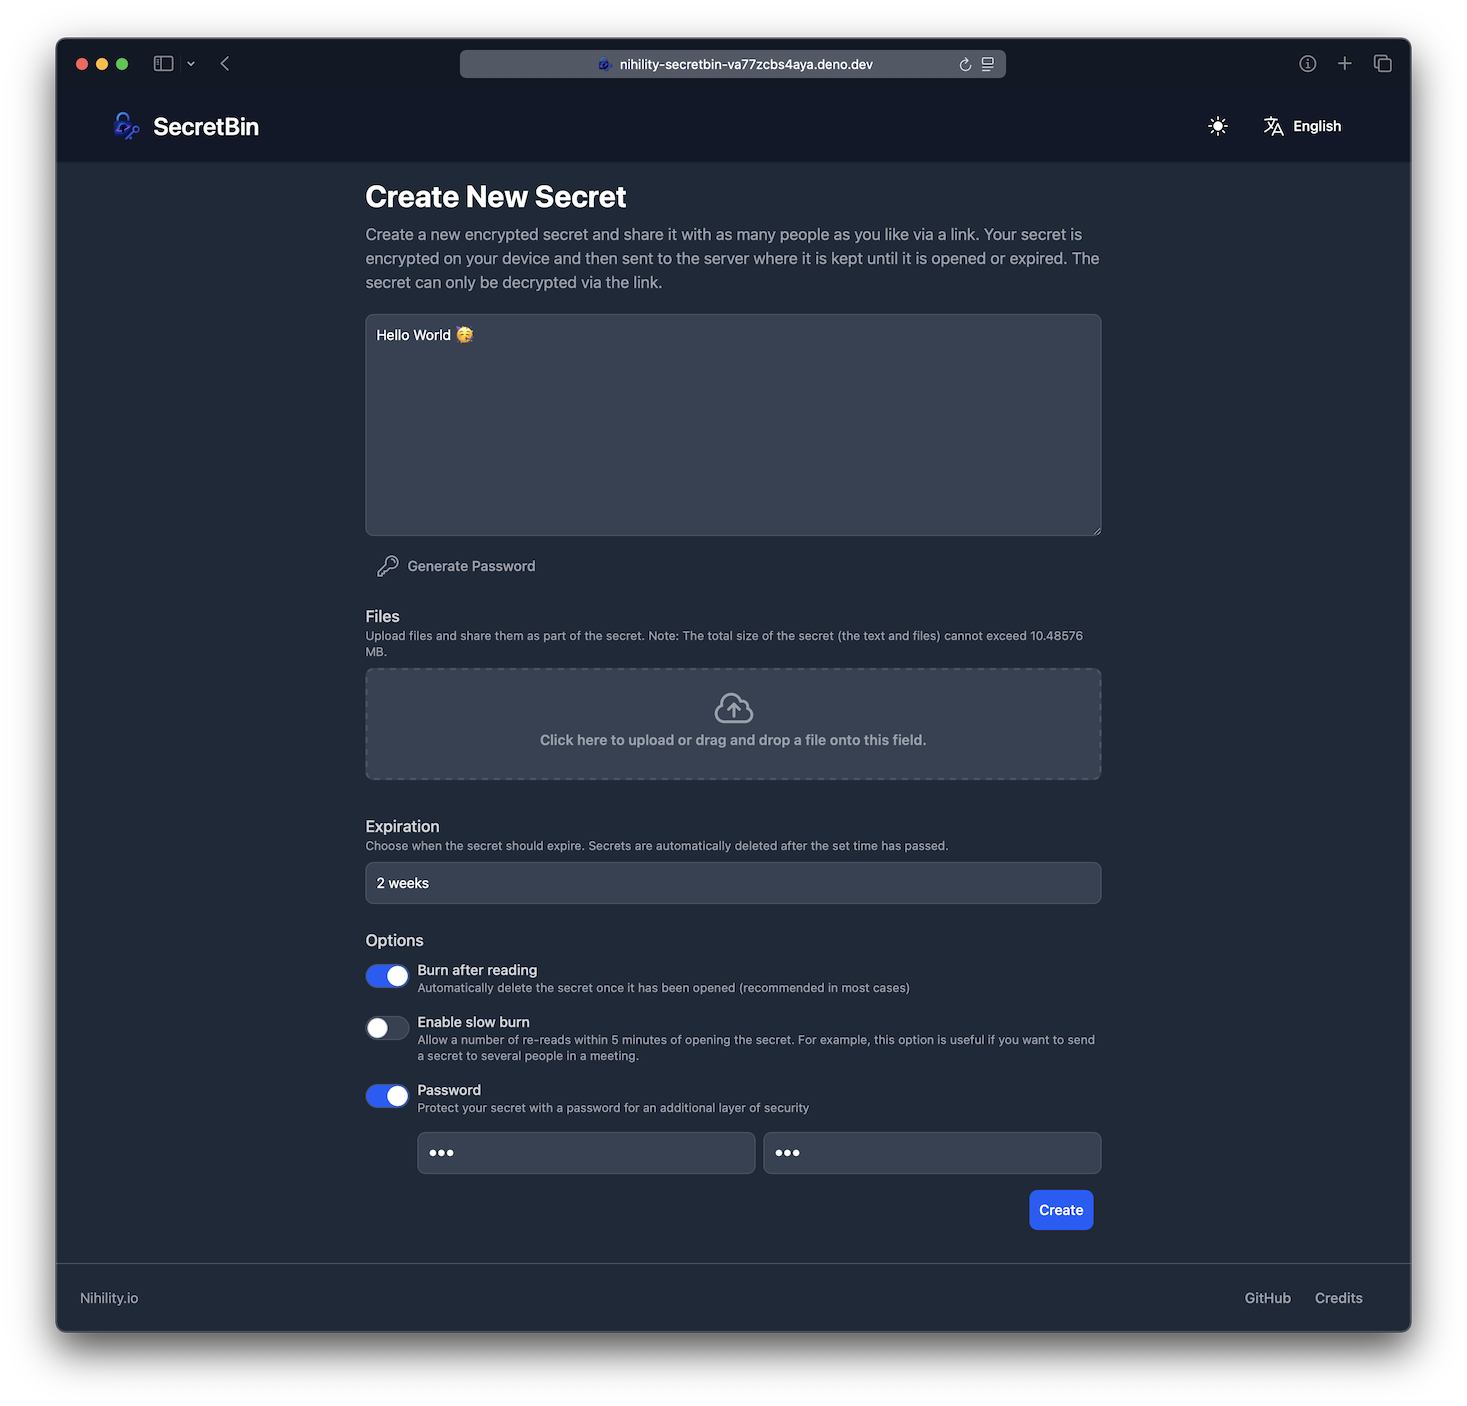 nihility-secretbin-va77zcbs4aya.deno.dev
SecretBin
English
Create New Secret
Create a new encrypted secret and share it with as many people as you like via a link. Your secret is
encrypted on your device and then sent to the server where it is kept until it is opened or expired. The
secret can only be decrypted via the link.
Hello World 🥳
Generate Password
Files
Upload files and share them as part of the secret. Note: The total size of the secret (the text and files) cannot exceed 10.48576
MB.
Click here to upload or drag and drop a file onto this field.
Expiration
Choose when the secret should expire. Secrets are automatically deleted after the set time has passed.
2 weeks
Options
Burn after reading
Automatically delete the secret once it has been opened (recommended in most cases)
Enable slow burn
Allow a number of re-reads within 5 minutes of opening the secret. For example, this option is useful if you want to send
a secret to several people in a meeting.
Password
Protect your secret with a password for an additional layer of security
••• •••
Create
Nihility.io
GitHub Credits